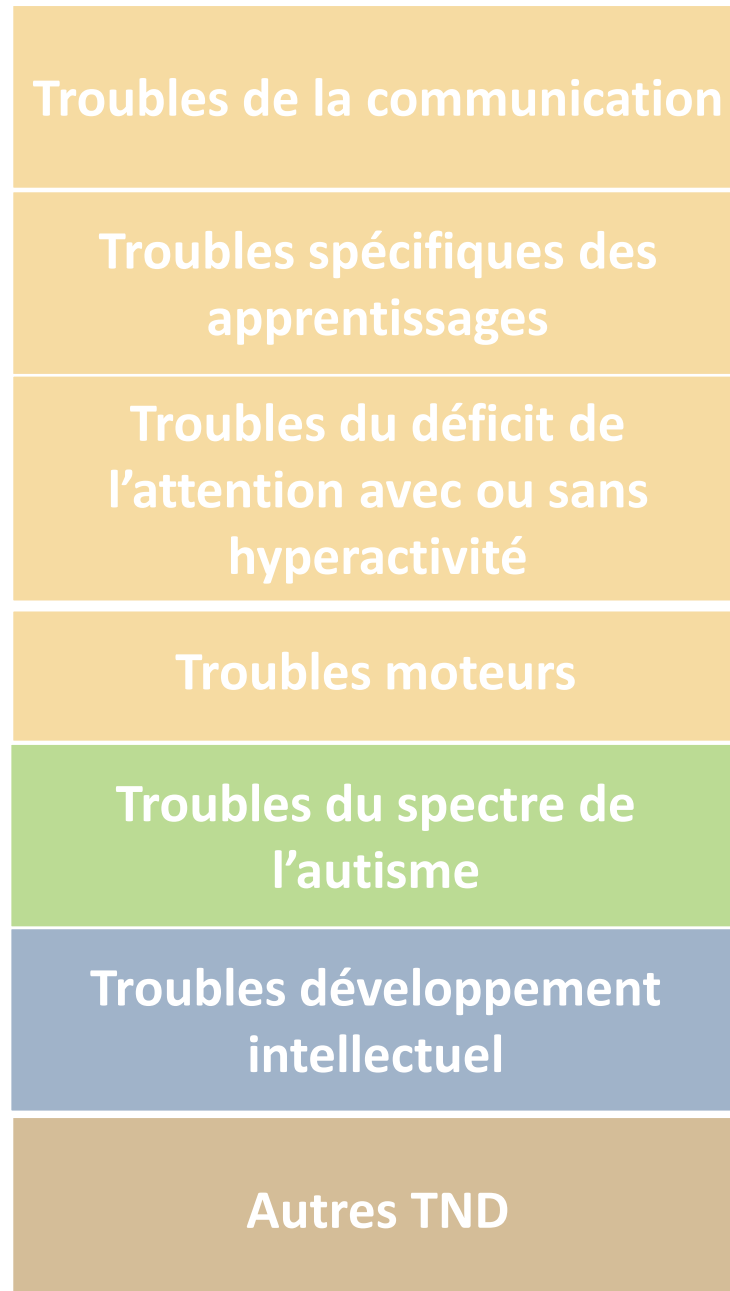 Troubles de la communication
Troubles spécifiques des
apprentissages
Troubles du déficit de
l’attention avec ou sans
hyperactivité
Troubles moteurs
Troubles du spectre de
l’autisme
Troubles développement
intellectuel
Autres TND